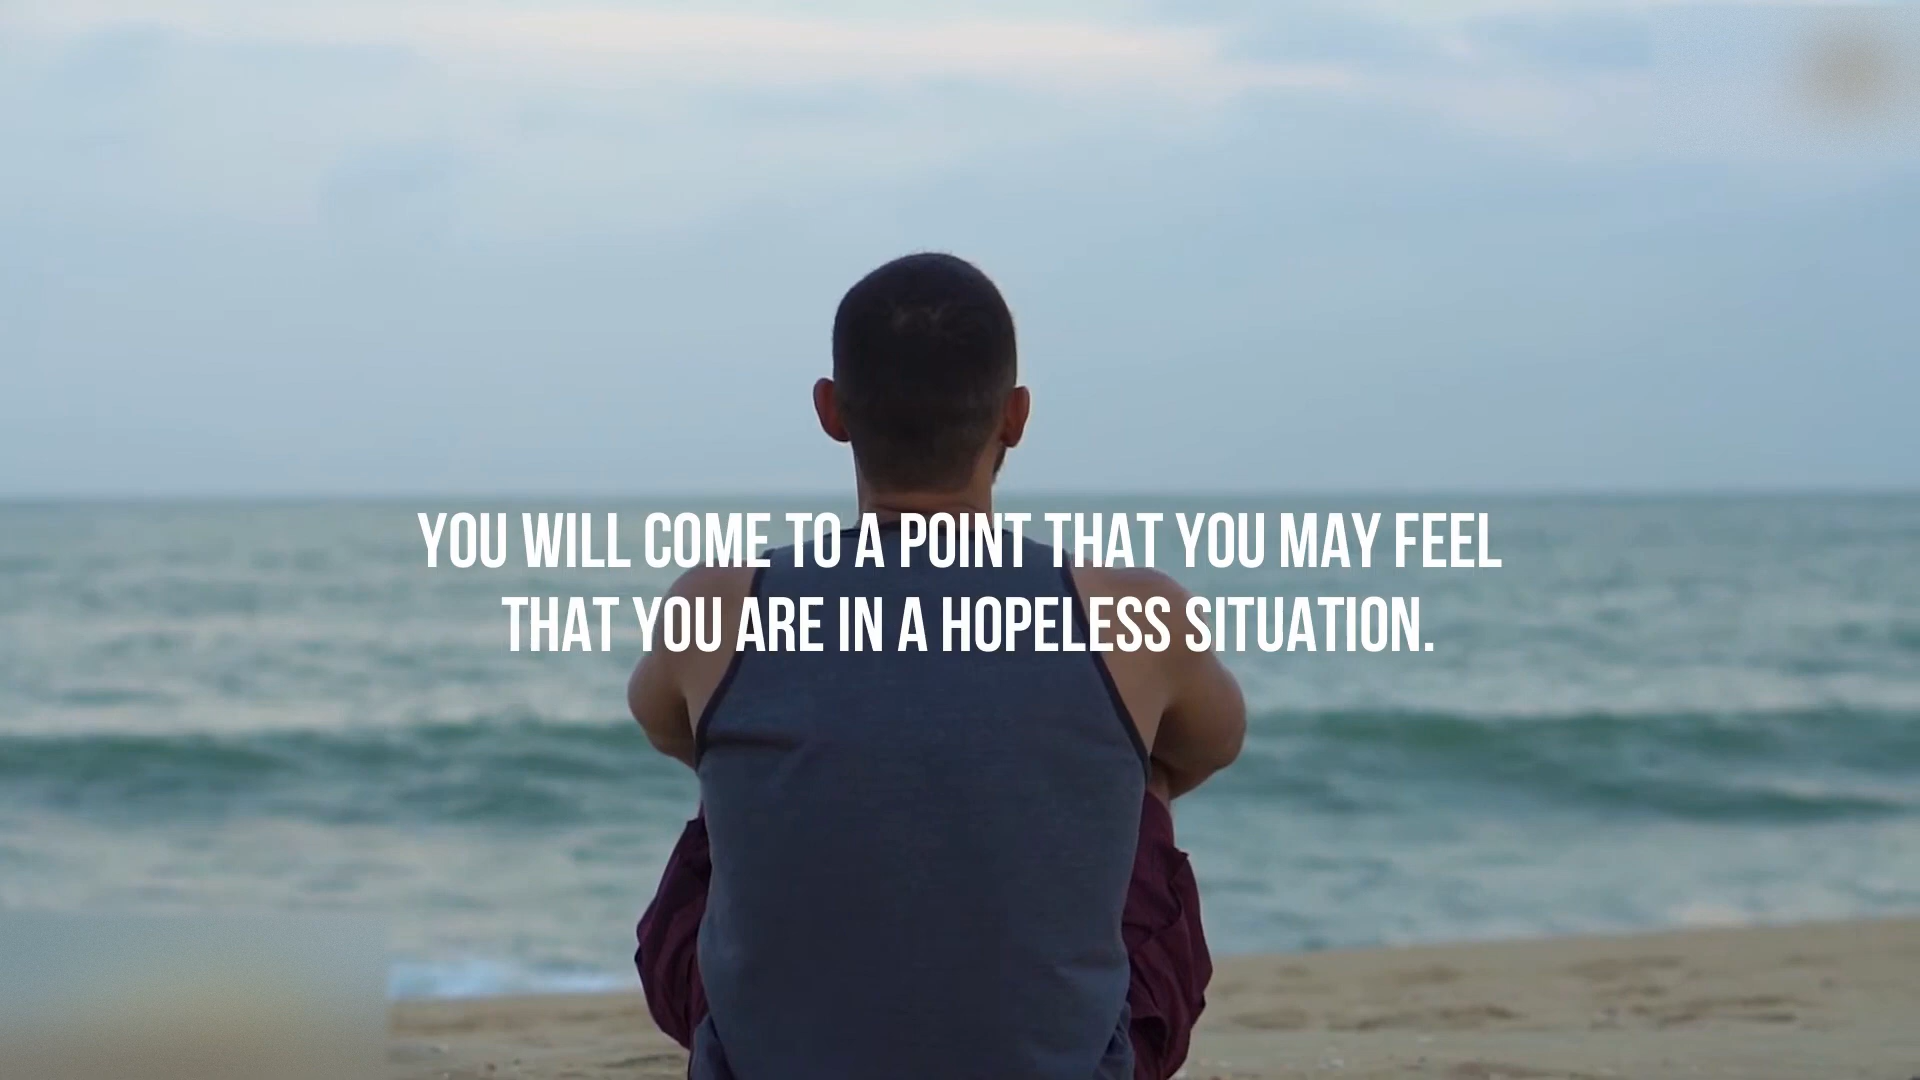 YOU WILL COME TO A POINT THAT YOU MAY FEEL
THAT YOU ARE IN A HOPELESS SITUATION.